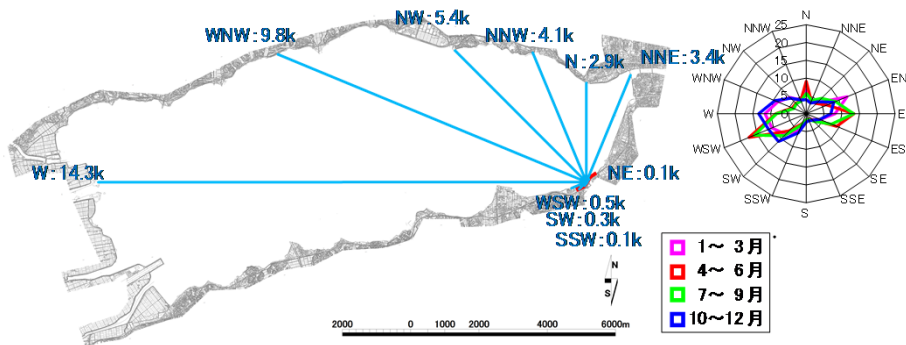 NW:5.4k
WNW:9.8k
NNW:4.1k
N:2.9k
NNE:3.4k
W:14.3k
NE:0.1k
WSW:0.5k
SW:0.3k
SSW:0.1k
N
S
2000 0 2000 4000 6000m
N
NNE
NE
EN
E
ES
SE
SSE
S
SSW
SW
WSW
W
WNW
NW
NNW
25
20
15
10
5
0
1～ 3月
4～ 6月
7～ 9月
10～12月